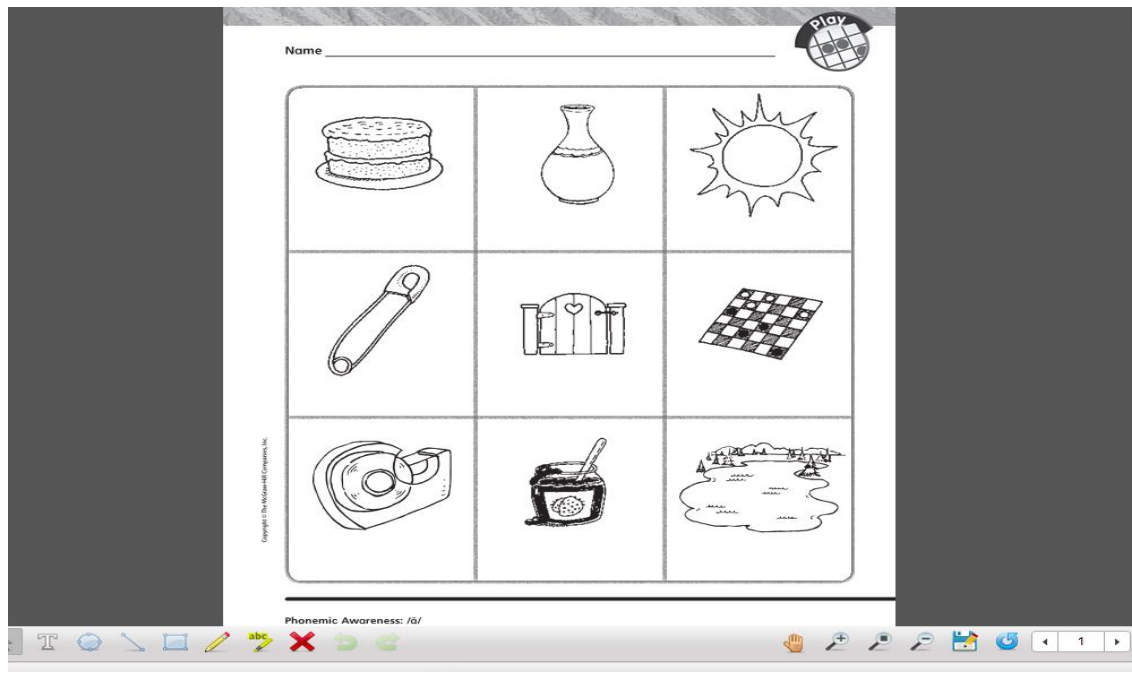 Play
Name
Copyright © The McGraw-Hill Companies, Inc.
Phonemic Awareness: /ā/
T
abc
1